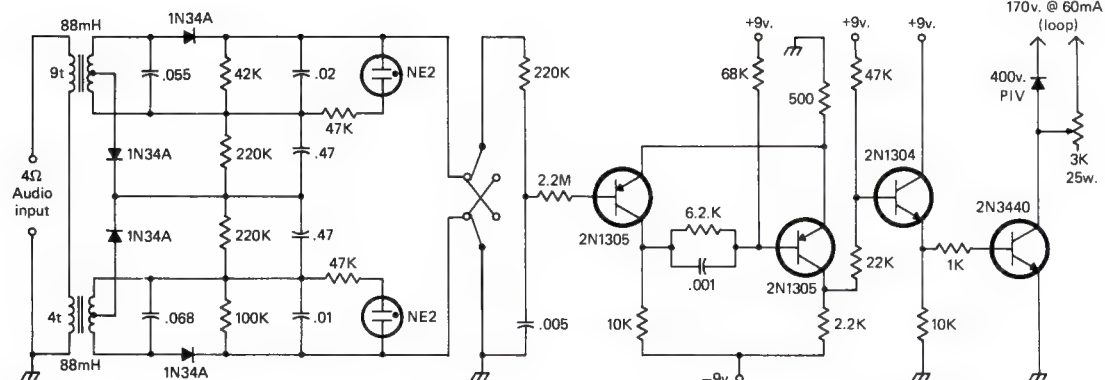 88mH
1N34A
9t
.055
42K
.02
NE2
47K
1N34A
220K
.47
4Ω
Audio
input
1N34A
220K
.47
47K
4t
.068
100K
.01
NE2
88mH
1N34A
220K
2.2M
.005
2N1305
10K
6.2.K
.001
+9v.
68K
500
2N1305
2.2K
-9v.
+9v.
47K
22K
+9v.
2N1304
10K
1K
2N3440
170v. @ 60mA
(loop)
400v.
PIV
3K
25w.